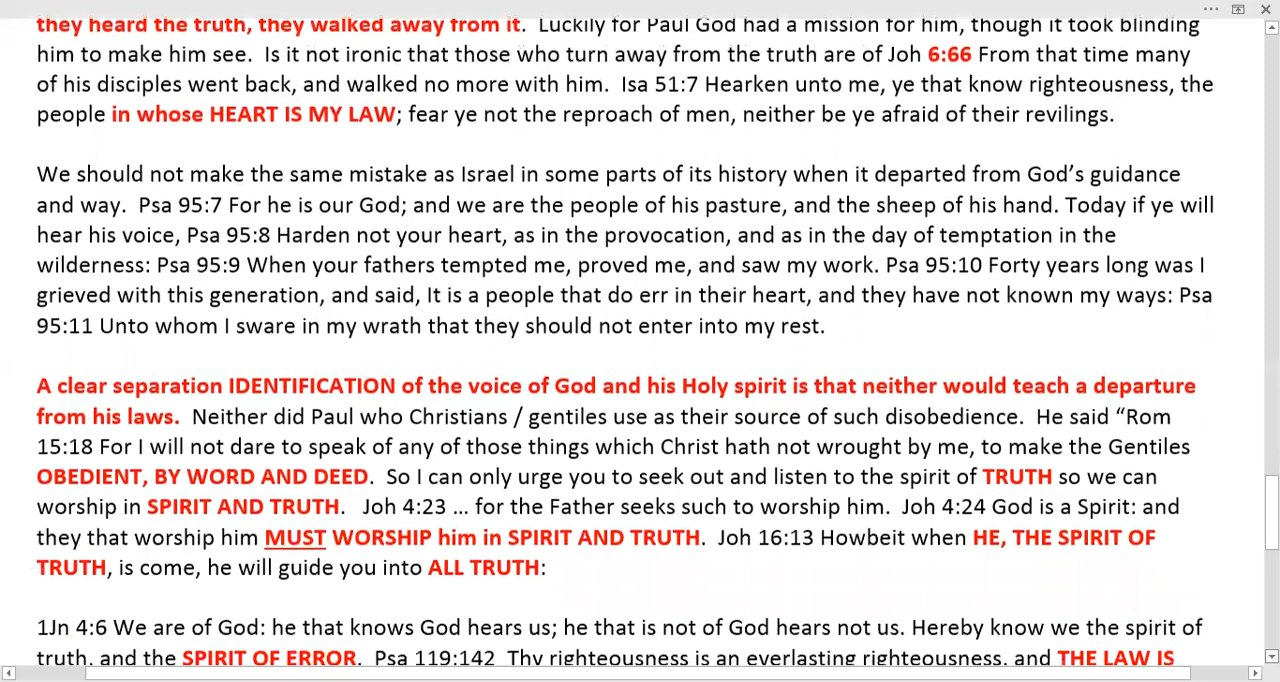 they heard the truth, they walked away from it.  Luckily for Paul God had a mission for him, though it took blinding
him to make him see.  Is it not ironic that those who turn away from the truth are of Joh 6:66 From that time many
of his disciples went back, and walked no more with him.  Isa 51:7 Hearken unto me, ye that know righteousness, the
people in whose HEART IS MY LAW; fear ye not the reproach of men, neither be ye afraid of their revilings.
We should not make the same mistake as Israel in some parts of its history when it departed from God’s guidance
and way.  Psa 95:7 For he is our God; and we are the people of his pasture, and the sheep of his hand. Today if ye will
hear his voice, Psa 95:8 Harden not your heart, as in the provocation, and as in the day of temptation in the
wilderness: Psa 95:9 When your fathers tempted me, proved me, and saw my work. Psa 95:10 Forty years long was I
grieved with this generation, and said, It is a people that do err in their heart, and they have not known my ways: Psa
95:11 Unto whom I sware in my wrath that they should not enter into my rest.
A clear separation IDENTIFICATION of the voice of God and his Holy spirit is that neither would teach a departure
from his laws.  Neither did Paul who Christians / gentiles use as their source of such disobedience.  He said “Rom
15:18 For I will not dare to speak of any of those things which Christ hath not wrought by me, to make the Gentiles
OBEDIENT, BY WORD AND DEED.  So I can only urge you to seek out and listen to the spirit of TRUTH so we can
worship in SPIRIT AND TRUTH.   Joh 4:23 … for the Father seeks such to worship him.  Joh 4:24 God is a Spirit: and
they that worship him MUST WORSHIP him in SPIRIT AND TRUTH.  Joh 16:13 Howbeit when HE, THE SPIRIT OF
TRUTH, is come, he will guide you into ALL TRUTH:
1Jn 4:6 We are of God: he that knows God hears us; he that is not of God hears not us. Hereby know we the spirit of
truth, and the SPIRIT OF ERROR.  Psa 119:142  Thy righteousness is an everlasting righteousness, and THE LAW IS